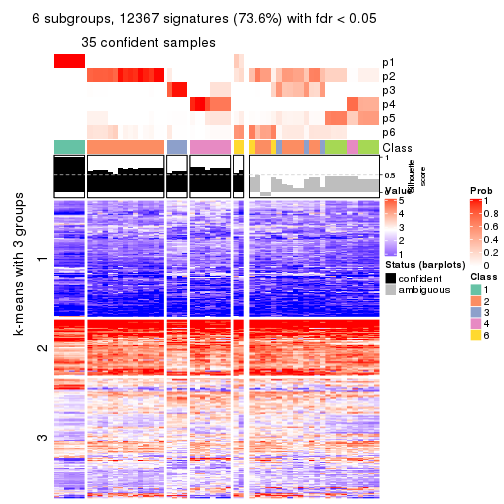 6 subgroups, 12367 signatures (73.6%) with fdr < 0.05
35 confident samples
p1
p2
p3
p4
p5
p6
Class
1
0.5
0
Silhouette
score
k-means with 3 groups
1
2
3
Value
5
4
3
2
1
Status (barplots)
confident
ambiguous
Prob
1
0.8
0.6
0.4
0.2
0
Class
1
2
3
4
6